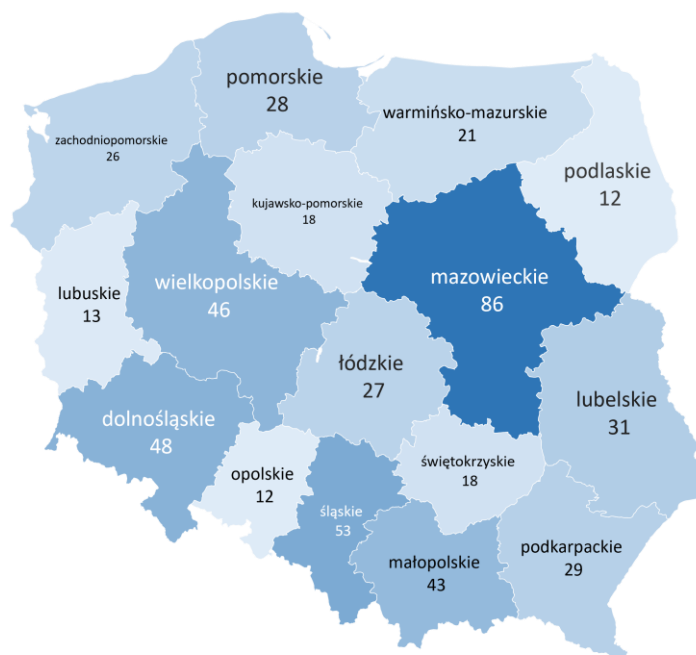 pomorskie
28
warmińsko-mazurskie
21
zachodniopomorskie
26
podlaskie
12
kujawsko-pomorskie
18
mazowieckie
86
wielkopolskie
46
lubuskie
13
łódzkie
27
lubelskie
31
dolnośląskie
48
opolskie
12
świętokrzyskie
18
śląskie
53
podkarpackie
29
małopolskie
43